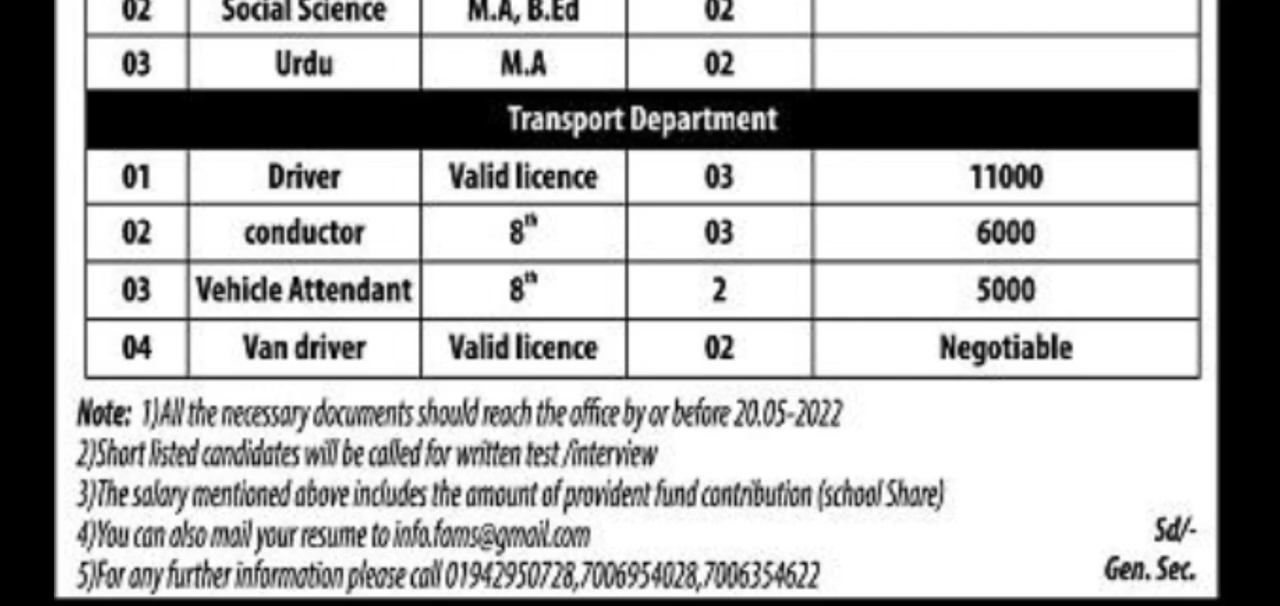 02 Social Science M.A, B.Ed 02
03 Urdu M.A 02
Transport Department
01 Driver Valid licence 03 11000
02 conductor 8th 03 6000
03 Vehicle Attendant 8th 2 5000
04 Van driver Valid licence 02 Negotiable
Note: 1)All the necessary documents should reach the office by or before 20.05-2022
2)Short listed candidates will be called for written test /interview
3)The salary mentioned above includes the amount of provident fund contribution (school Share)
4)You can also mail your resume to info.fams@gmail.com
Sd/-
5)For any further information please call 01942950728,7006954028,7006354622
Gen. Sec.